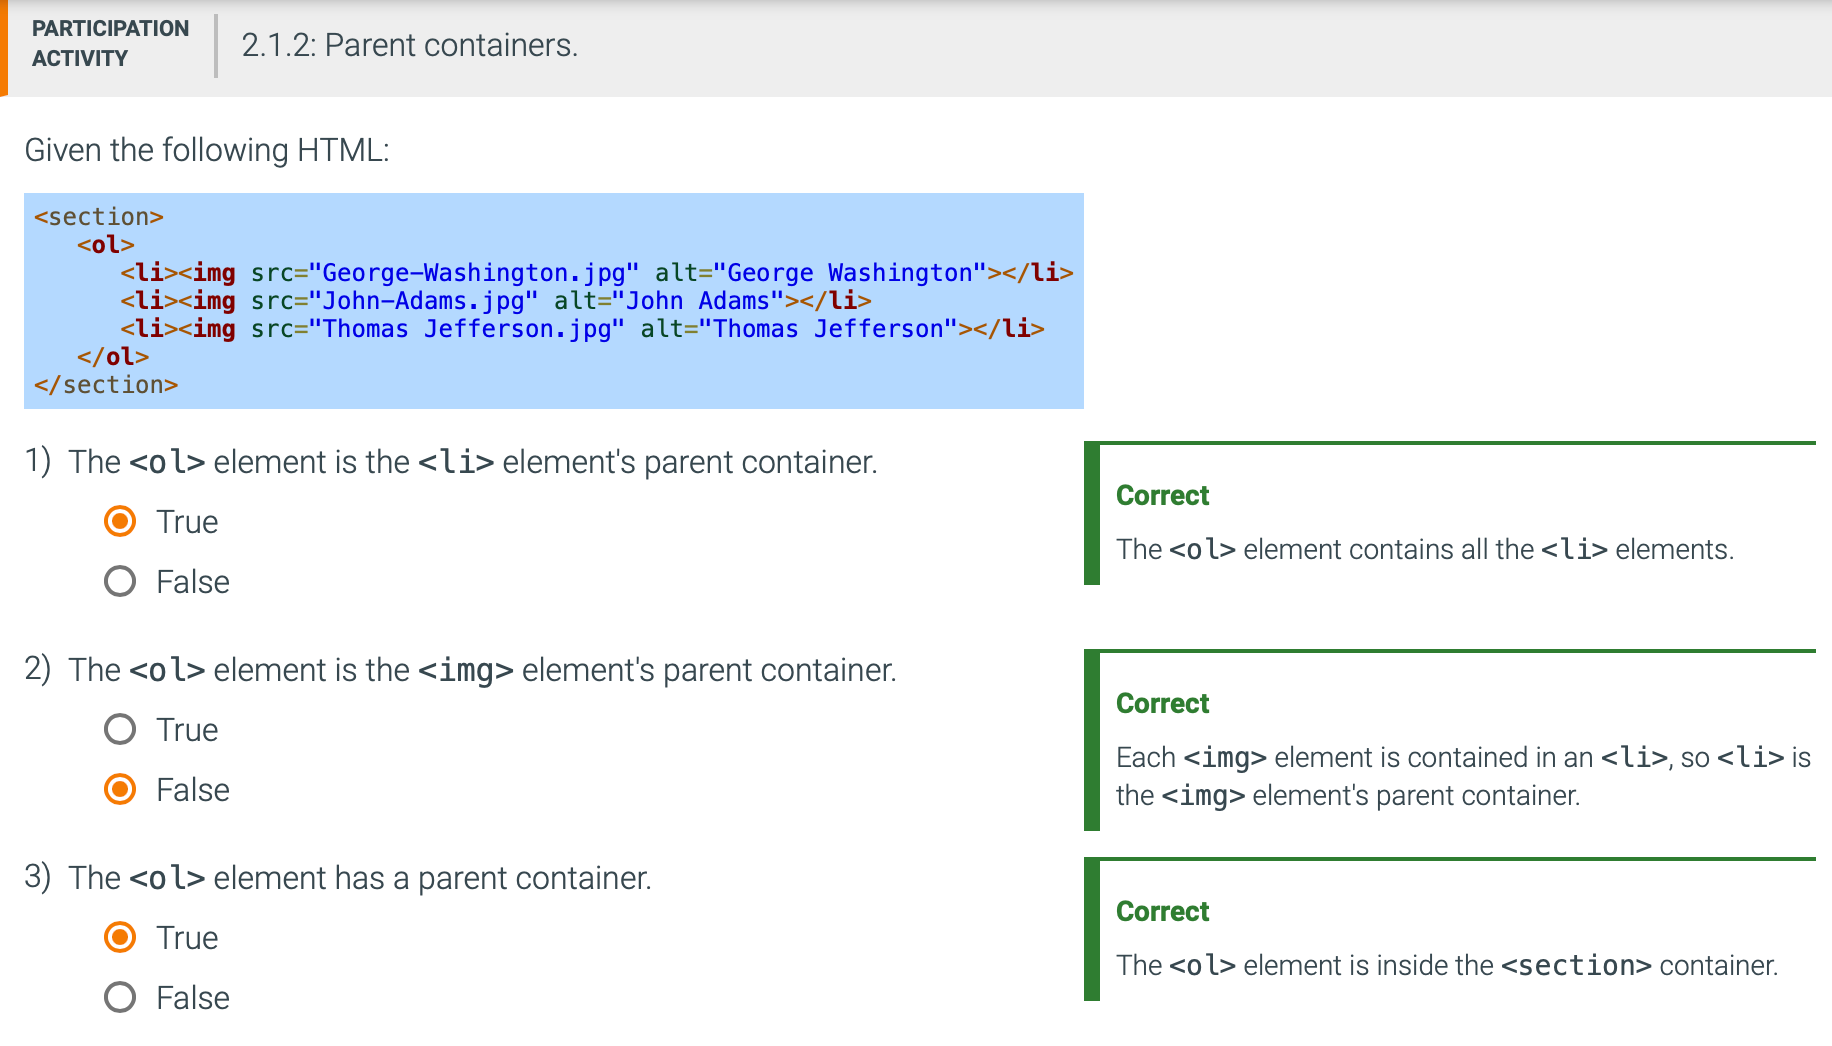 PARTICIPATION
ACTIVITY
2.1.2: Parent containers.
Given the following HTML:
<section>
   <ol>
      <li><img src="George-Washington.jpg" alt="George Washington"></li>
      <li><img src="John-Adams.jpg" alt="John Adams"></li>
      <li><img src="Thomas Jefferson.jpg" alt="Thomas Jefferson"></li>
   </ol>
</section>
1) The <ol> element is the <li> element's parent container.
True
False
Correct
The <ol> element contains all the <li> elements.
2) The <ol> element is the <img> element's parent container.
True
False
Correct
Each <img> element is contained in an <li>, so <li> is
the <img> element's parent container.
3) The <ol> element has a parent container.
True
False
Correct
The <ol> element is inside the <section> container.